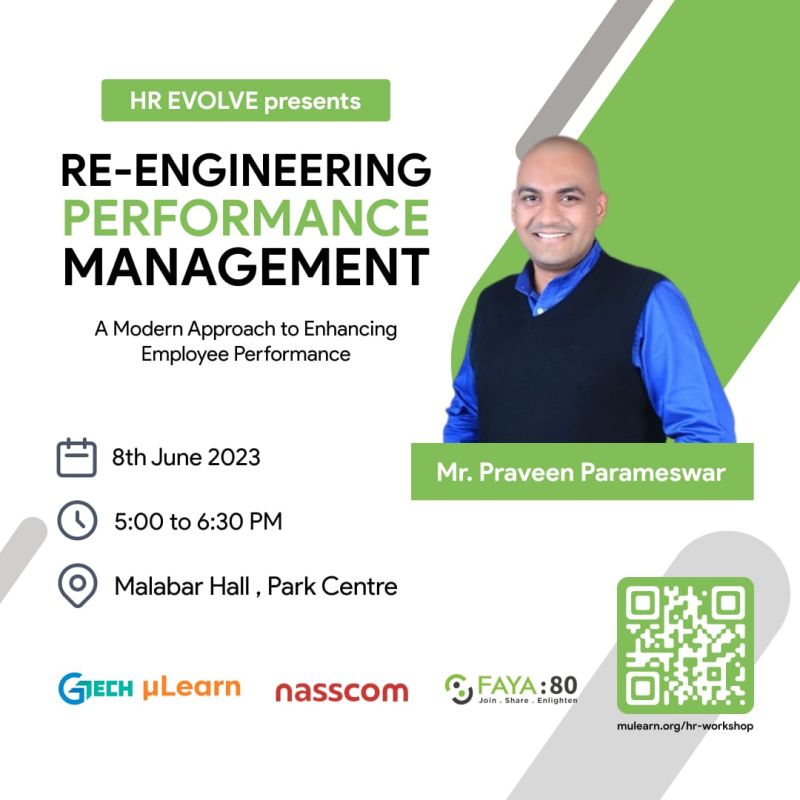 HR EVOLVE presents
RE-ENGINEERING
PERFORMANCE
MANAGEMENT
A Modern Approach to Enhancing
Employee Performance
8th June 2023
5:00 to 6:30 PM
Malabar Hall , Park Centre
Mr. Praveen Parameswar
GTECH µLearn
nasscom
FAYA:80
Join . Share . Enlighten
mulearn.org/hr-workshop